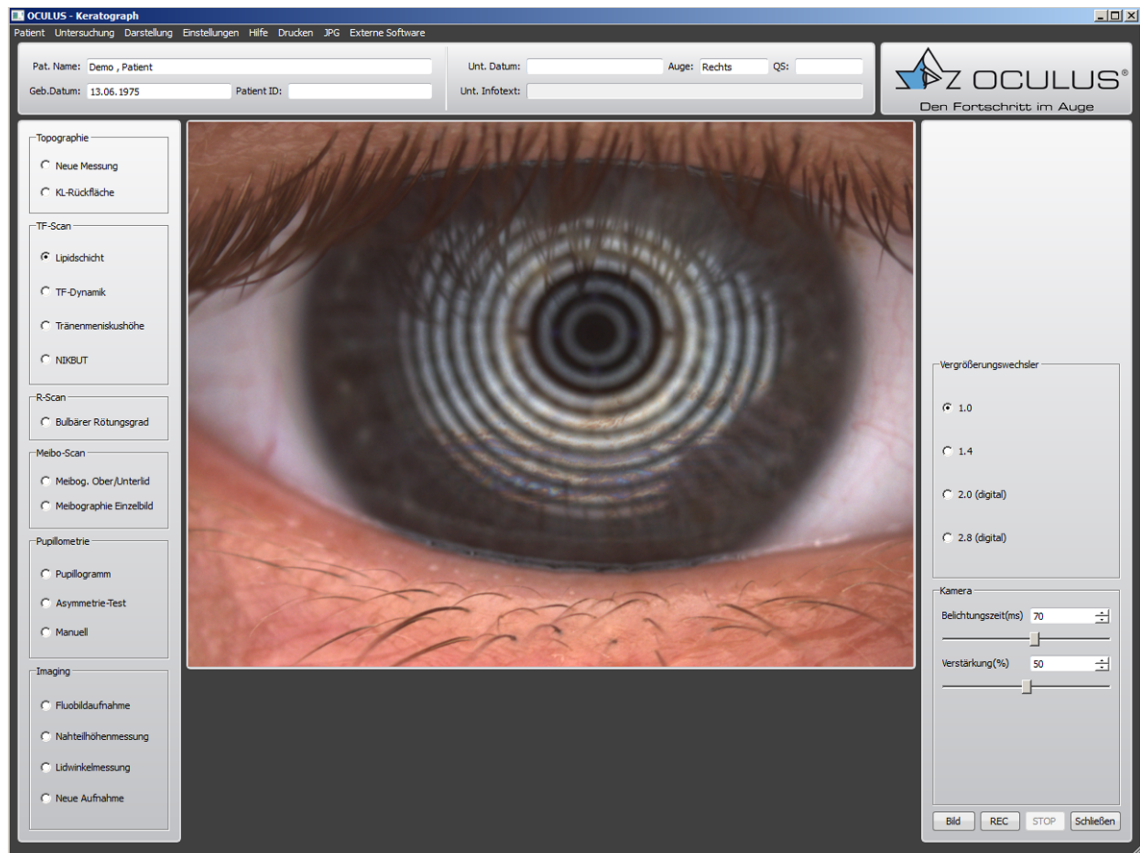 OCULUS - Keratograph
Patient Untersuchung Darstellung Einstellungen Hilfe Drucken JPG Externe Software
Pat. Name: Demo , Patient
Unt. Datum: Auge: Rechts QS:
Geb.Datum: 13.06.1975 Patient ID:
Unt. Infotext:
OCULUS®
Den Fortschritt im Auge
Topographie
Neue Messung
KL-Rückfläche
TF-Scan
Lipidschicht
TF-Dynamik
Tränenmeniskushöhe
NIKBUT
R-Scan
Bulbärer Rötungsgrad
Meibo-Scan
Meibog. Ober/Unterlid
Meibographie Einzelbild
Pupillometrie
Pupillogramm
Asymmetrie-Test
Manuell
Imaging
Fluobildaufnahme
Nahteilhöhenmessung
Lidwinkelmessung
Neue Aufnahme
Vergrößerungswechsler
1.0
1.4
2.0 (digital)
2.8 (digital)
Kamera
Belichtungszeit(ms) 70
Verstärkung(%) 50
Bild REC STOP Schließen